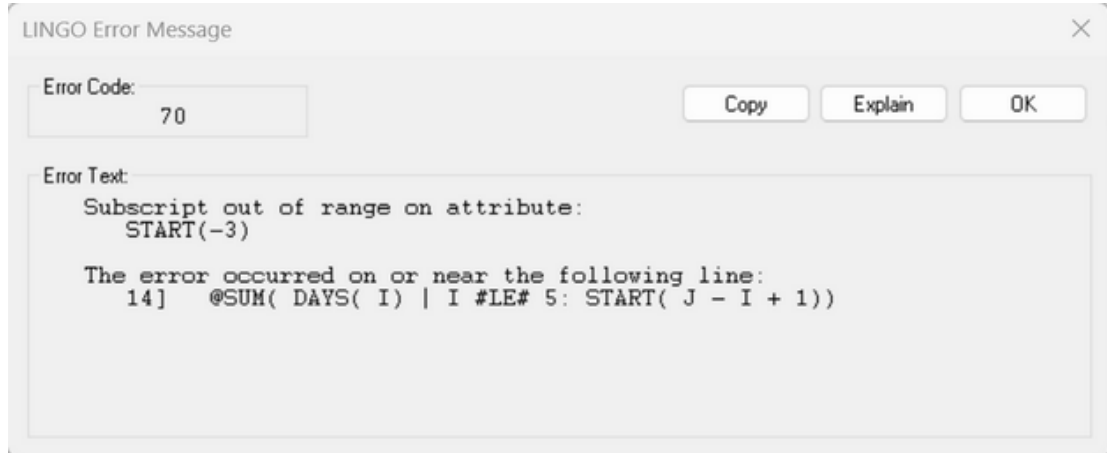 LINGO Error Message
Error Code:
70
Copy
Explain
OK
Error Text:
Subscript out of range on attribute:
START(-3)
The error occurred on or near the following line:
14] @SUM( DAYS( I) | I #LE# 5: START( J - I + 1))